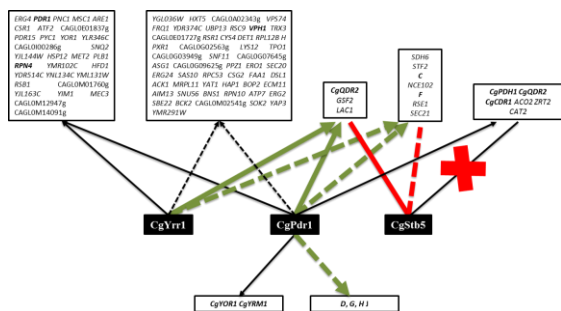 ERG4 PDR1 PNC1 MSC1 ARE1
CSR1 ATF2 CAGL0E01837g
PDR15 PYC1 YOR1 YLR346C
CAGL0I00286g SNQ2
YJL144W HSP12 MET2 PLB1
RPN4 YMR102C HFD1
YDR514C YNL134C YML131W
RSB1 CAGL0M01760g
YJL163C YIM1 MEC3
CAGL0M12947g
CAGL0M14091g
YGL036W HXT5 CAGL0A02343g VPS74
FRQ1 YDR374C UBP13 RSC9 VPH1 TRX3
CAGL0E01727g RSR1 CYS4 DET1 RPL12B H
PXR1 CAGL0G02563g LYS12 TPO1
CAGL0G03949g SNF11 CAGL0G07645g
ASG1 CAGL0G09625g PPZ1 ERO1 SEC20
ERG24 SAS10 RPC53 CSG2 FAA1 DSL1
ACK1 MRPL11 YAT1 HAP1 BOP2 ECM11
AIM13 SNU56 BNS1 RPN10 ATP7 ERG2
SBE22 BCK2 CAGL0M02541g SOK2 YAP3
YMR291W
CgQDR2
GSF2
LAC1
SDH6
STF2
C
NCE102
F
RSE1
SEC21
CgPDH1 CgQDR2
CgCDR1 ACO2 ZRT2
CAT2
CgYrr1
CgPdr1
CgStb5
CgYOR1 CgYRM1
D, G, H I